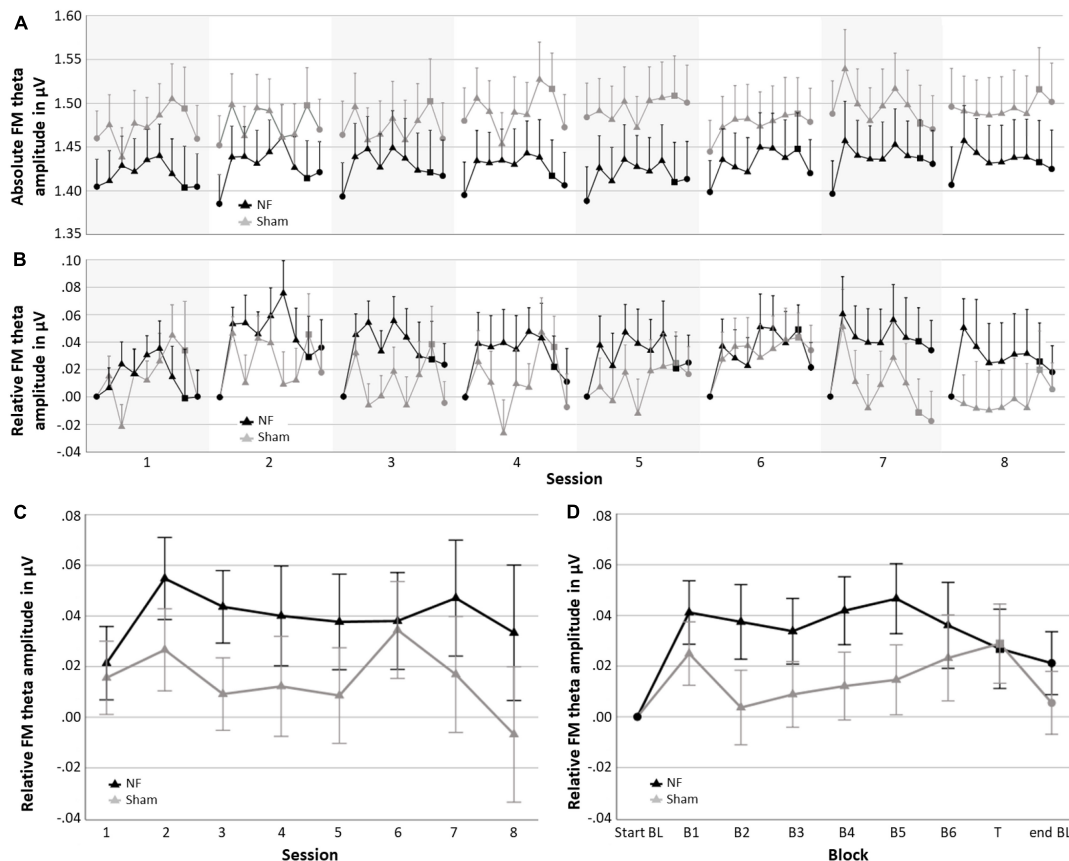 A
Absolute FM theta
amplitude in µV
1.60
1.55
1.50
1.45
1.40
1.35
NF
Sham
B
Relative FM theta
amplitude in µV
.10
.08
.06
.04
.02
.00
-.02
-.04
NF
Sham
1 2 3 4 5 6 7 8
Session
C
Relative FM theta amplitude in µV
.08
.06
.04
.02
.00
-.02
-.04
NF
Sham
1 2 3 4 5 6 7 8
Session
D
Relative FM theta amplitude in µV
.08
.06
.04
.02
.00
-.02
-.04
NF
Sham
Start BL B1 B2 B3 B4 B5 B6 T end BL
Block